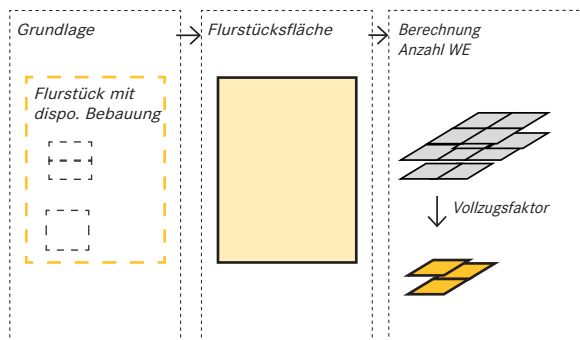 Grundlage
Flurstücksfläche
Berechnung
Anzahl WE
Flurstück mit
dispo. Bebauung
Vollzugsfaktor